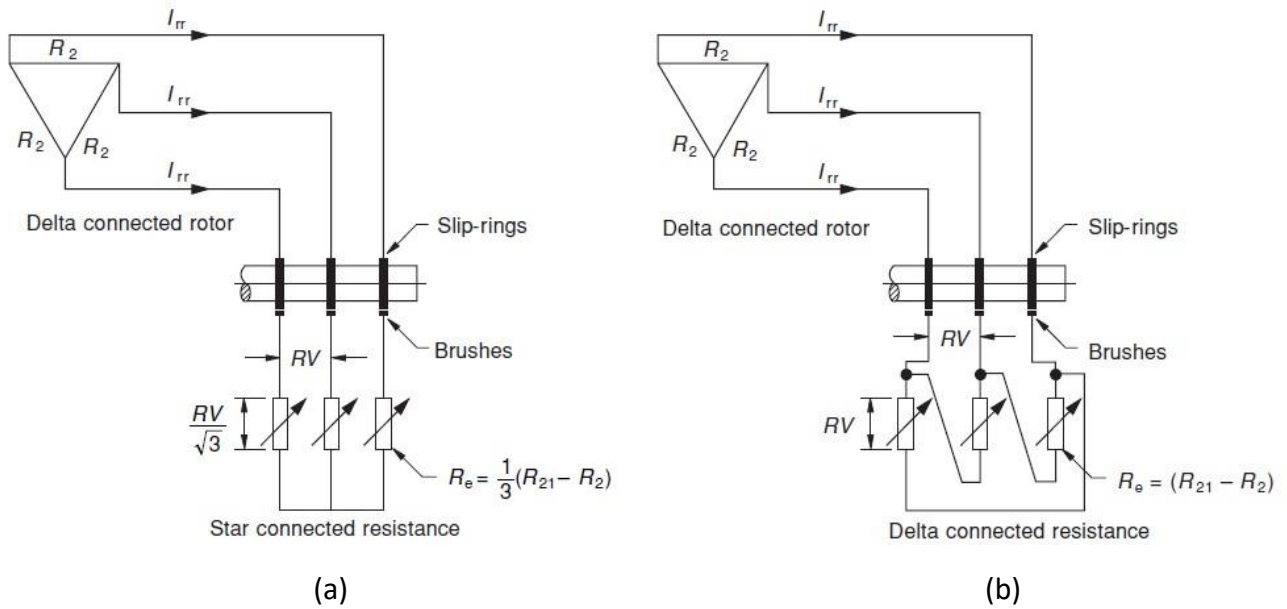 I_rr
R_2
I_rr
R_2
R_2
I_rr
Delta connected rotor
Slip-rings
Brushes
RV
RV/√3
R_e = 1/3(R_21 − R_2)
Star connected resistance
(a)
I_rr
R_2
I_rr
R_2
R_2
I_rr
Delta connected rotor
Slip-rings
Brushes
RV
RV
R_e = (R_21 − R_2)
Delta connected resistance
(b)